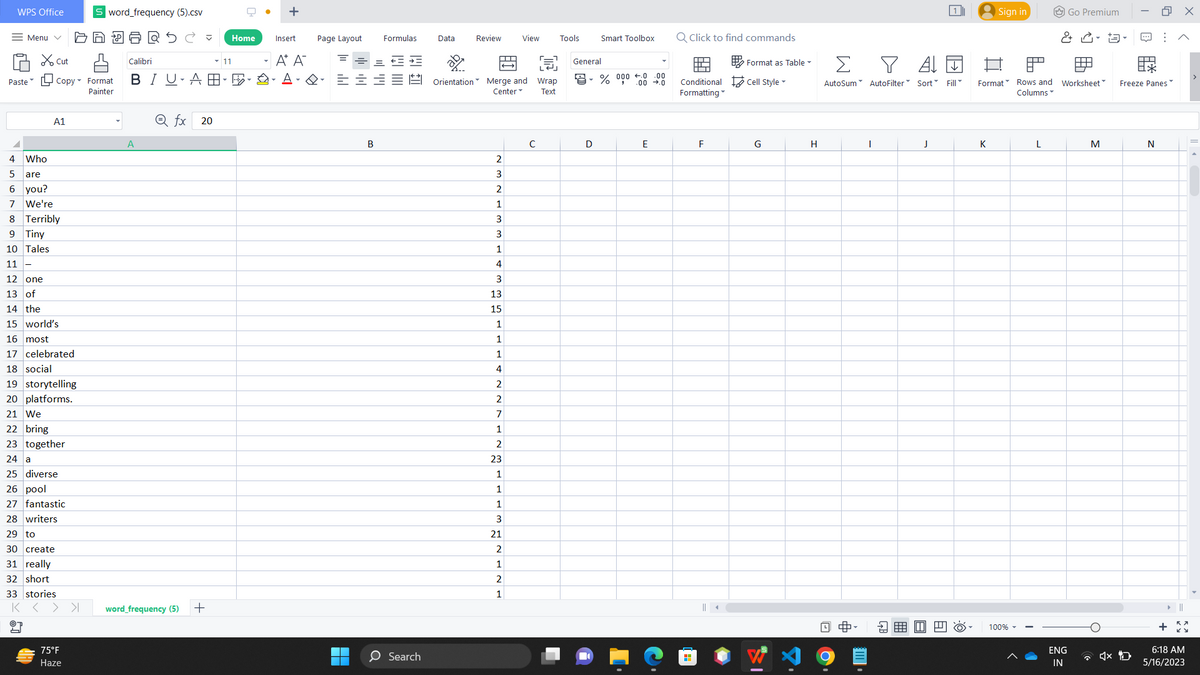 WPS Office S word_frequency (5).csv + 1 Sign in Go Premium
Menu Home Insert Page Layout Formulas Data Review View Tools Smart Toolbox Click to find commands
Cut Calibri 11 A+ A- General Format as Table
Paste Copy Format Painter B I U A A Orientation Merge and Center Wrap Text % 000 Conditional Formatting Cell Style AutoSum AutoFilter Sort Fill Format Rows and Columns Worksheet Freeze Panes
A1 fx 20
A B C D E F G H I J K L M N
4 Who 2
5 are 3
6 you? 2
7 We're 1
8 Terribly 3
9 Tiny 3
10 Tales 1
11 – 4
12 one 3
13 of 13
14 the 15
15 world's 1
16 most 1
17 celebrated 1
18 social 4
19 storytelling 2
20 platforms. 2
21 We 7
22 bring 1
23 together 2
24 a 23
25 diverse 1
26 pool 1
27 fantastic 1
28 writers 3
29 to 21
30 create 2
31 really 1
32 short 2
33 stories 1
word_frequency (5) +
100% - +
75°F
Haze
Search
ENG
IN
6:18 AM
5/16/2023